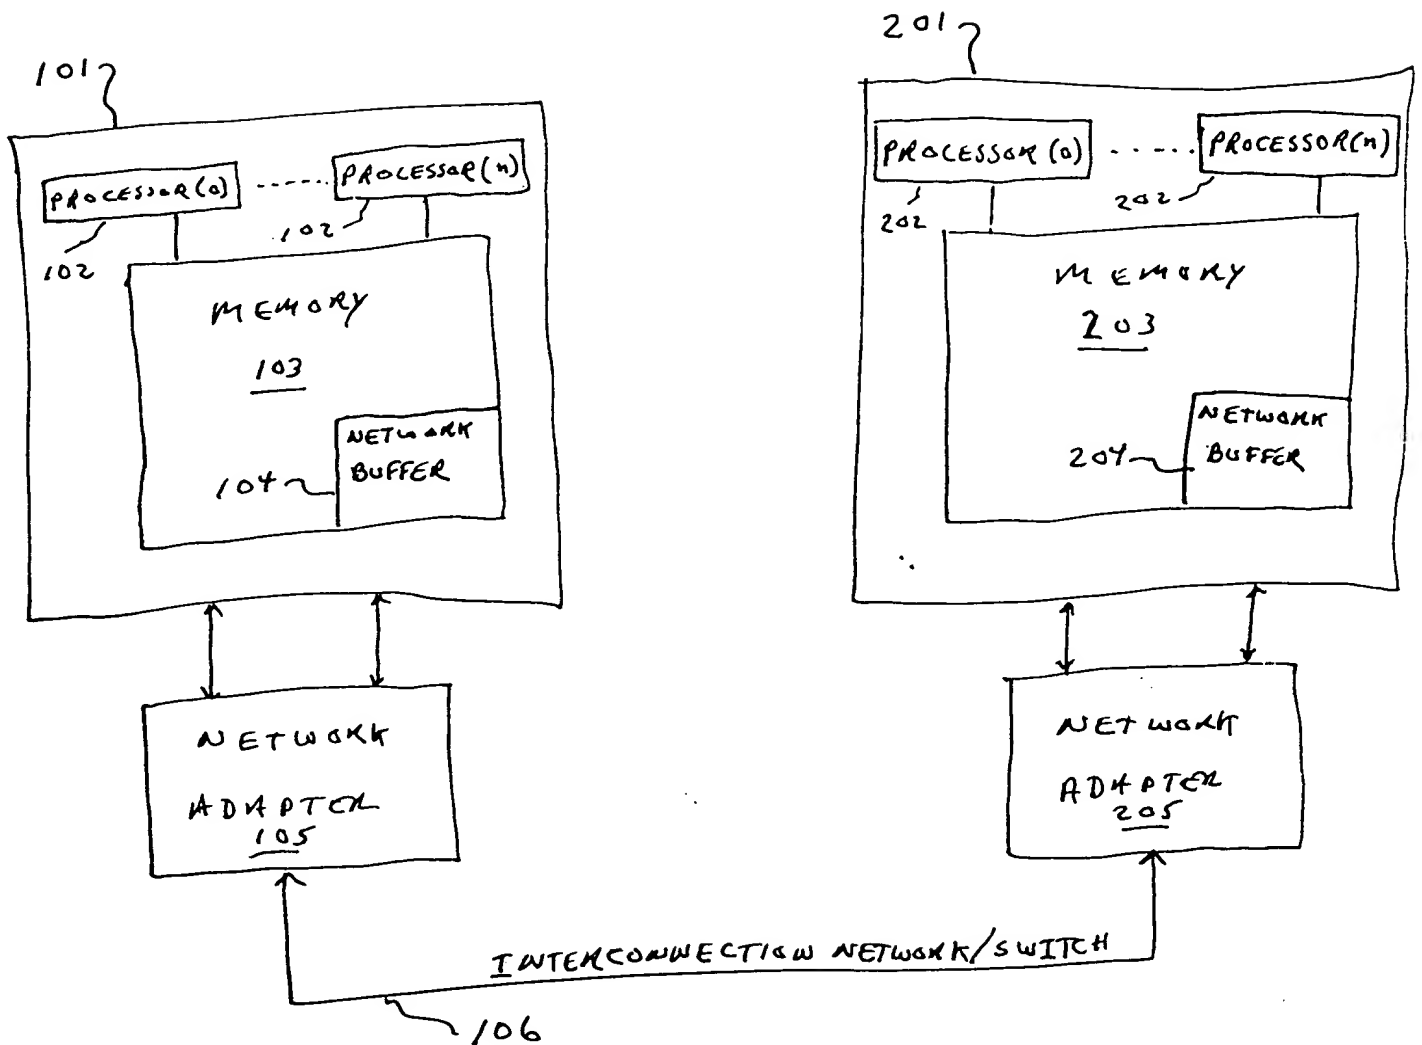 101
PROCESSOR(0) ------ PROCESSOR(n)
102
102
MEMORY
103
NETWORK
BUFFER
104
NETWORK
ADAPTER
105
201
PROCESSOR(0) ------ PROCESSOR(n)
202
202
MEMORY
203
NETWORK
BUFFER
204
NETWORK
ADAPTER
205
INTERCONNECTION NETWORK/SWITCH
106